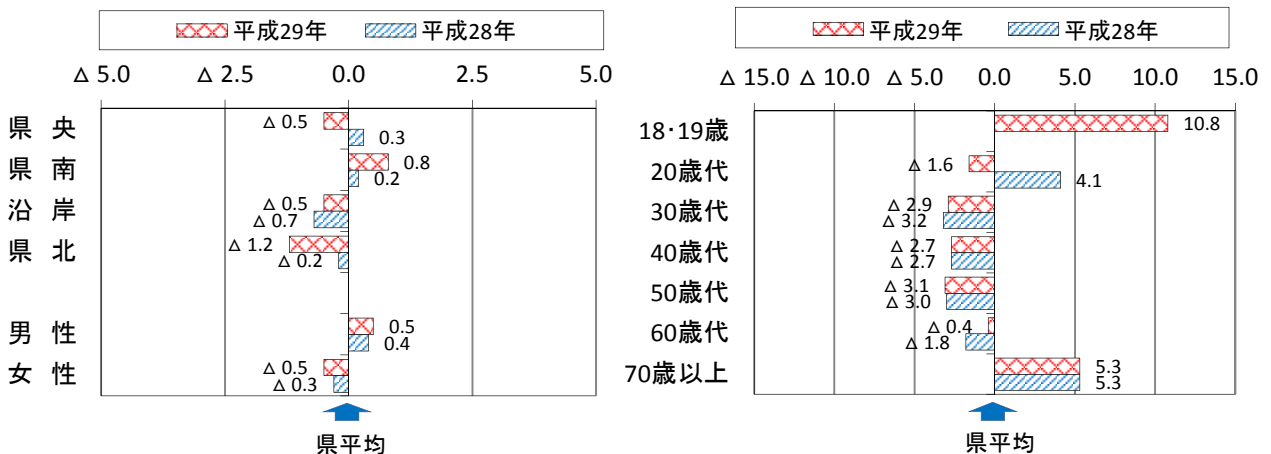 平成29年 平成28年
△ 5.0 △ 2.5 0.0 2.5 5.0
県 央 △ 0.5 0.3
県 南 0.8 0.2
沿 岸 △ 0.5 △ 0.7
県 北 △ 1.2 △ 0.2
男 性 0.5 0.4
女 性 △ 0.5 △ 0.3
県平均
平成29年 平成28年
△ 15.0 △ 10.0 △ 5.0 0.0 5.0 10.0 15.0
18・19歳 10.8
20歳代 △ 1.6 4.1
30歳代 △ 2.9 △ 3.2
40歳代 △ 2.7 △ 2.7
50歳代 △ 3.1 △ 3.0
60歳代 △ 0.4 △ 1.8
70歳以上 5.3 5.3
県平均